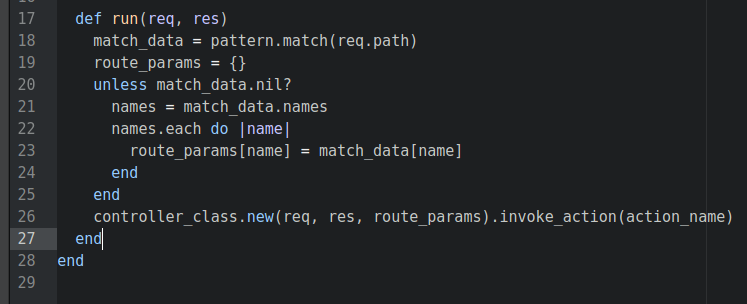 17 def run(req, res)
18 match_data = pattern.match(req.path)
19 route_params = {}
20 unless match_data.nil?
21 names = match_data.names
22 names.each do |name|
23 route_params[name] = match_data[name]
24 end
25 end
26 controller_class.new(req, res, route_params).invoke_action(action_name)
27 end
28 end
29